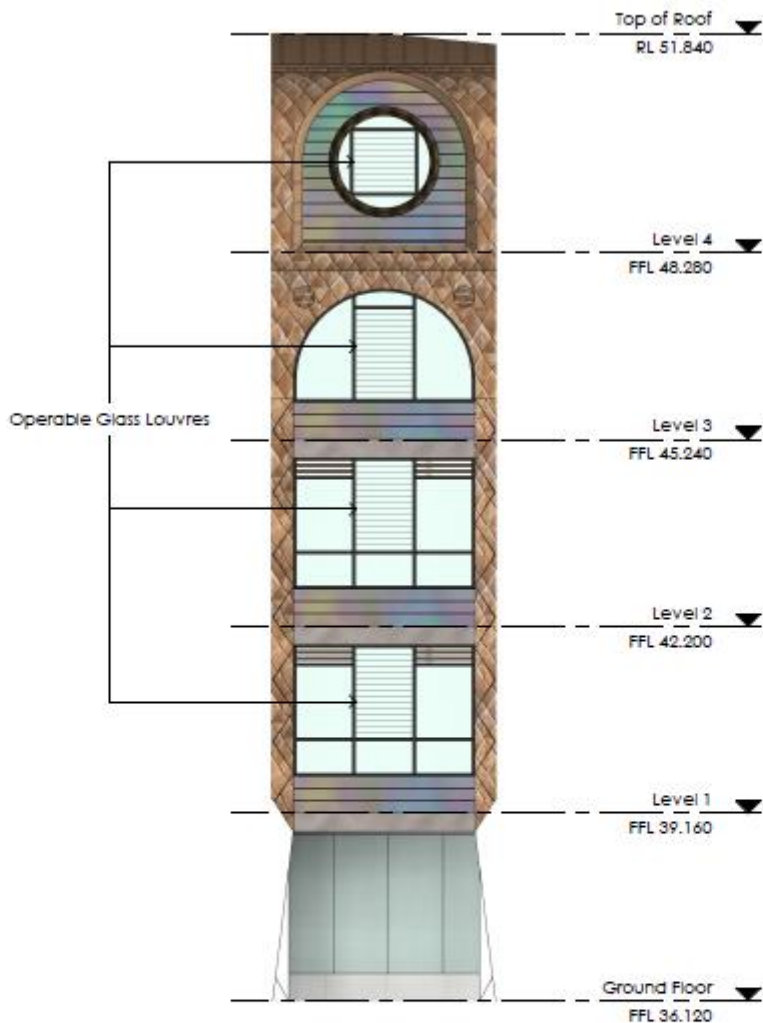 Top of Roof
RL 51.840
Level 4
FFL 48.280
Operable Glass Louvres
Level 3
FFL 45.240
Level 2
FFL 42.200
Level 1
FFL 39.160
Ground Floor
FFL 36.120